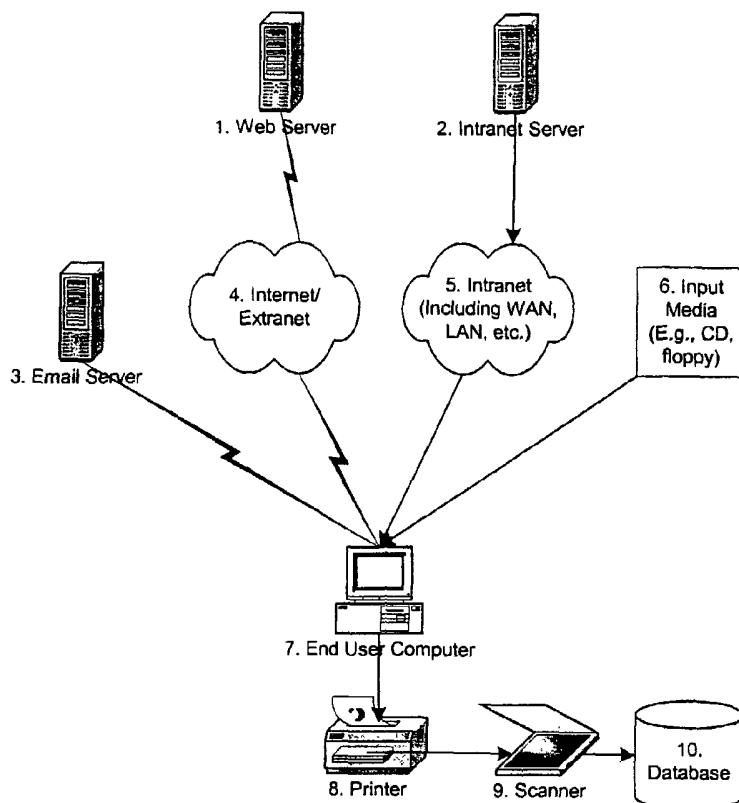 1. Web Server
2. Intranet Server
3. Email Server
4. Internet/
Extranet
5. Intranet
(Including WAN,
LAN, etc.)
6. Input
Media
(E.g., CD,
floppy)
7. End User Computer
8. Printer
9. Scanner
10.
Database